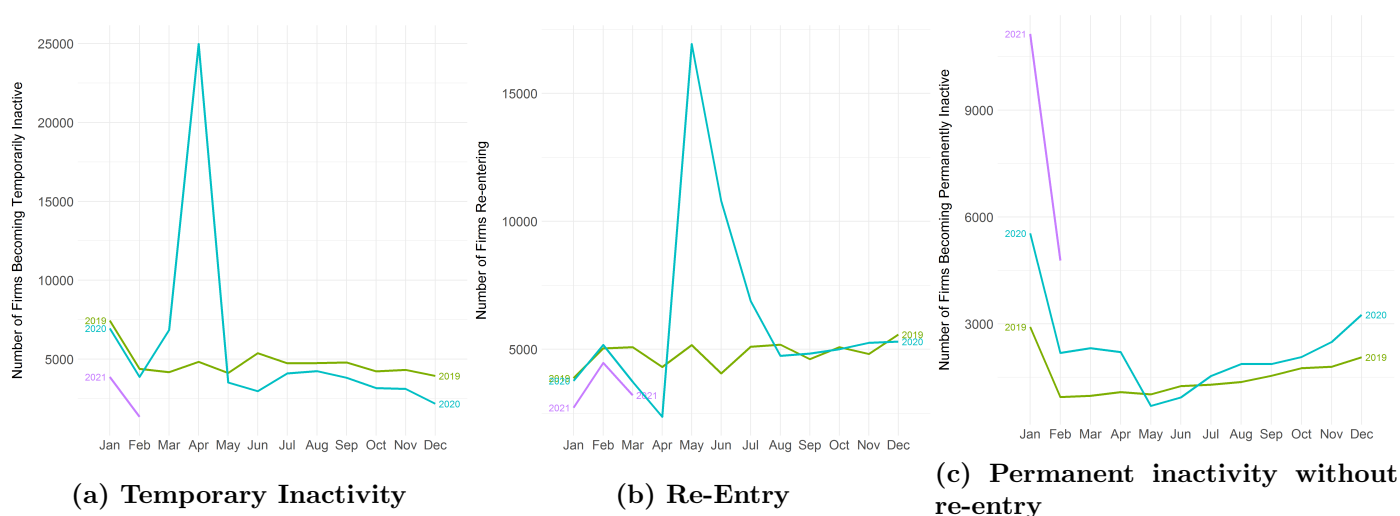 Number of Firms Becoming Temporarily Inactive
25000
20000
15000
10000
5000
2019
2020
2021
2019
2020
Jan Feb Mar Apr May Jun Jul Aug Sep Oct Nov Dec
(a) Temporary Inactivity
Number of Firms Re-entering
15000
10000
5000
2019
2020
2021
2021
2019
2020
Jan Feb Mar Apr May Jun Jul Aug Sep Oct Nov Dec
(b) Re-Entry
Number of Firms Becoming Permanently Inactive
9000
6000
3000
2021
2020
2019
2020
2019
Jan Feb Mar Apr May Jun Jul Aug Sep Oct Nov Dec
(c) Permanent inactivity without
re-entry